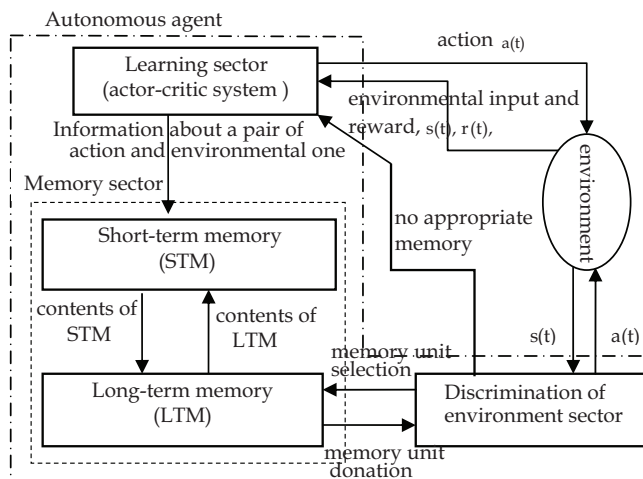 Autonomous agent
action a(t)
Learning sector
(actor-critic system )
environmental input and
reward, s(t), r(t),
Information about a pair of
action and environmental one
Memory sector
environment
Short-term memory
(STM)
no appropriate
memory
contents of
STM
contents of
LTM
s(t)
a(t)
memory unit
selection
Long-term memory
(LTM)
Discrimination of
environment sector
memory unit
donation